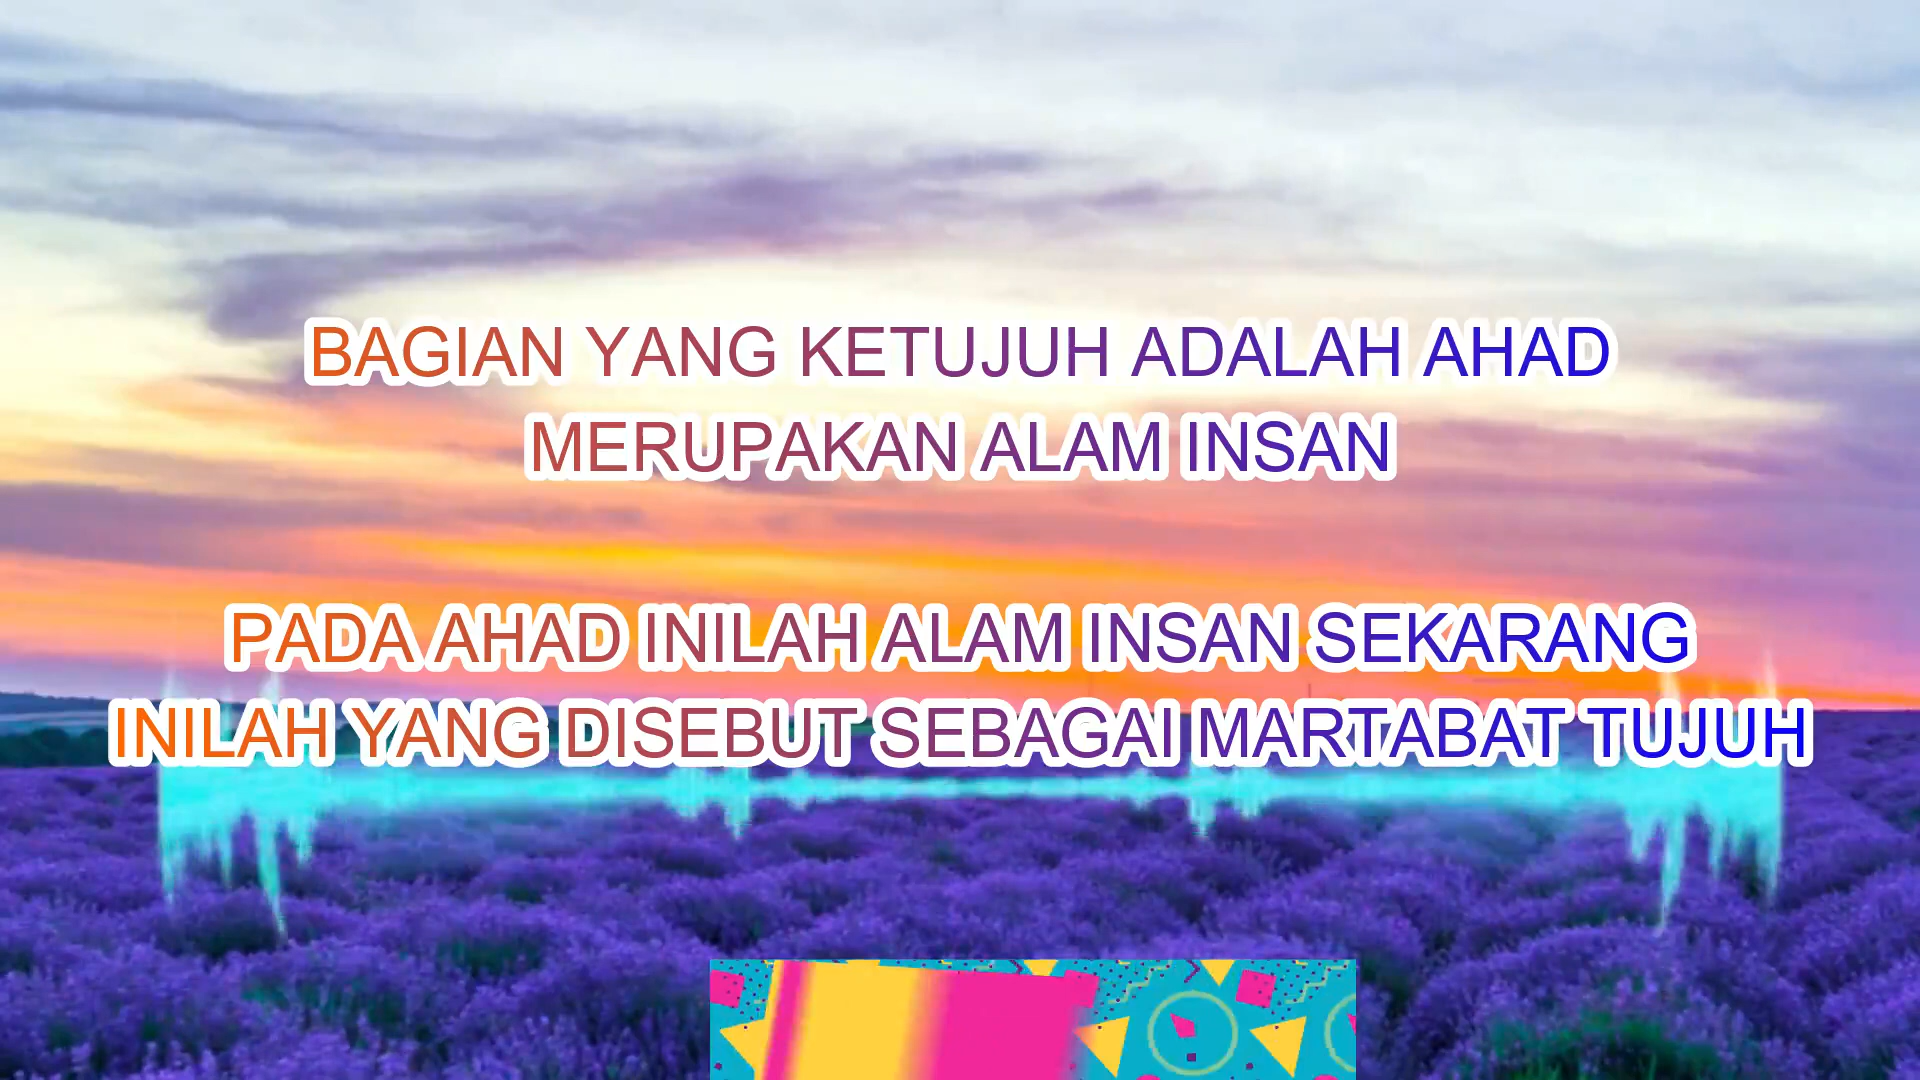 BAGIAN YANG KETUJUH ADALAH AHAD
MERUPAKAN ALAM INSAN
PADA AHAD INILAH ALAM INSAN SEKARANG
INILAH YANG DISEBUT SEBAGAI MARTABAT TUJUH